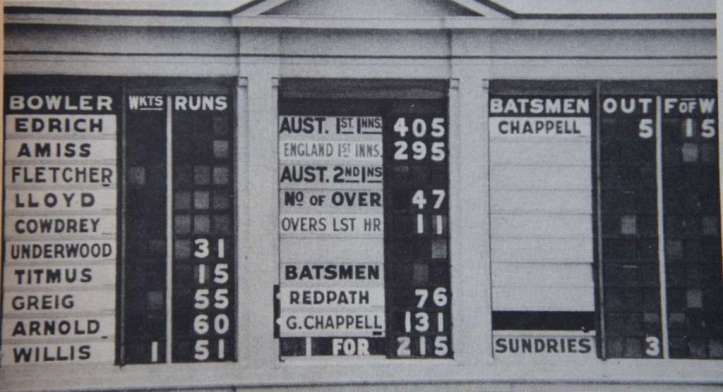 BOWLER WKTS RUNS
EDRICH
AMISS
FLETCHER
LLOYD
COWDREY
UNDERWOOD 31
TITMUS 15
GREIG 55
ARNOLD 60
WILLIS 1 51
AUST. 1ST. INNS. 405
ENGLAND 1ST INNS. 295
AUST. 2ND INS
No OF OVER 47
OVERS LST HR 11
BATSMEN
REDPATH 76
G.CHAPPELL 131
FOR 215
BATSMEN OUT F OF W
CHAPPELL 5 15
SUNDRIES 3